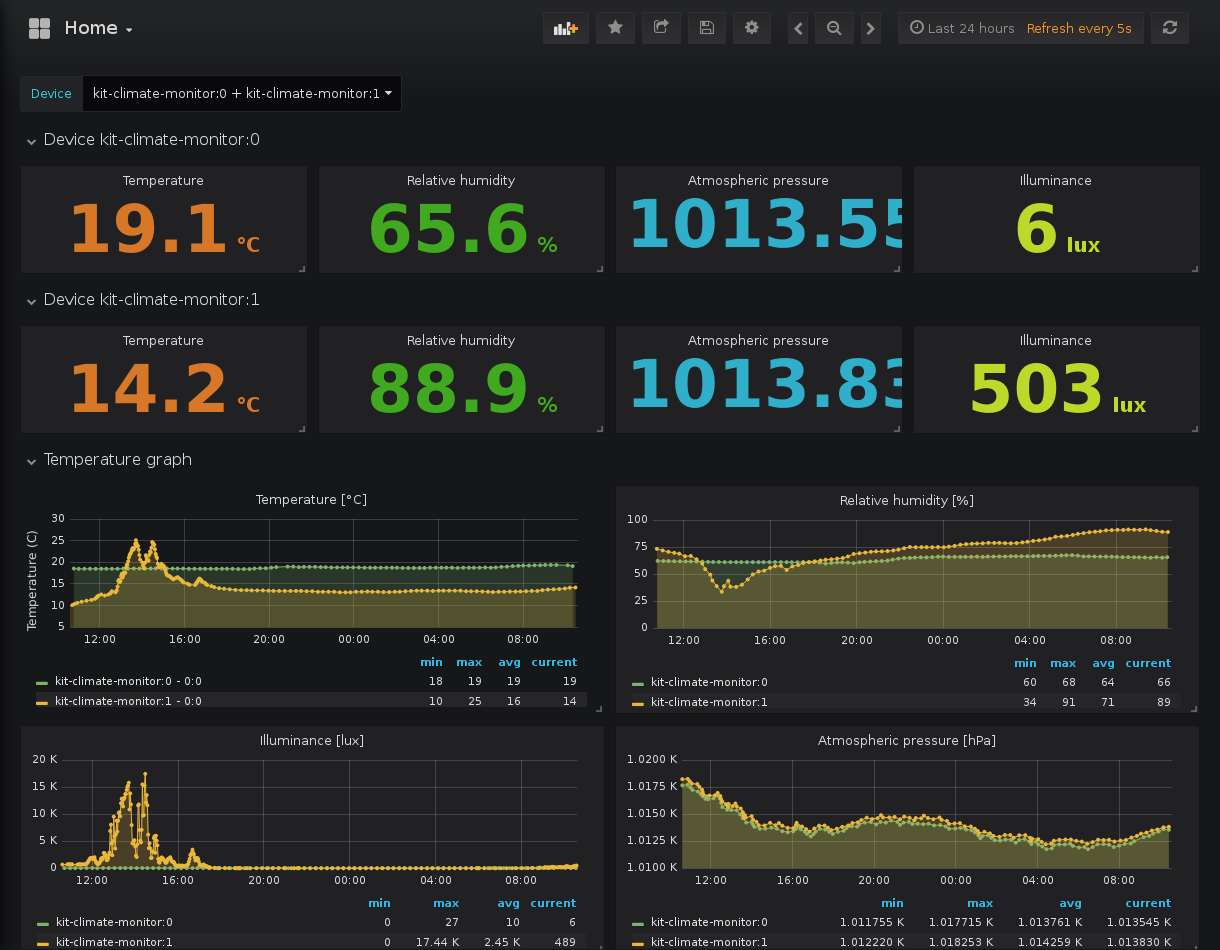 Home
Last 24 hours Refresh every 5s
Device kit-climate-monitor:0 + kit-climate-monitor:1
Device kit-climate-monitor:0
Temperature Relative humidity Atmospheric pressure Illuminance
19.1 °C 65.6 % 1013.55 6 lux
Device kit-climate-monitor:1
Temperature Relative humidity Atmospheric pressure Illuminance
14.2 °C 88.9 % 1013.83 503 lux
Temperature graph
Temperature [°C]
Temperature (C)
30
25
20
15
10
5
12:00 16:00 20:00 00:00 04:00 08:00
min max avg current
kit-climate-monitor:0 - 0:0 18 19 19 19
kit-climate-monitor:1 - 0:0 10 25 16 14
Relative humidity [%]
100
75
50
25
0
12:00 16:00 20:00 00:00 04:00 08:00
min max avg current
kit-climate-monitor:0 60 68 64 66
kit-climate-monitor:1 34 91 71 89
Illuminance [lux]
20 K
15 K
10 K
5 K
0
12:00 16:00 20:00 00:00 04:00 08:00
min max avg current
kit-climate-monitor:0 0 27 10 6
kit-climate-monitor:1 0 17.44 K 2.45 K 489
Atmospheric pressure [hPa]
1.0200 K
1.0175 K
1.0150 K
1.0125 K
1.0100 K
12:00 16:00 20:00 00:00 04:00 08:00
min max avg current
kit-climate-monitor:0 1.011755 K 1.017715 K 1.013761 K 1.013545 K
kit-climate-monitor:1 1.012220 K 1.018253 K 1.014259 K 1.013830 K